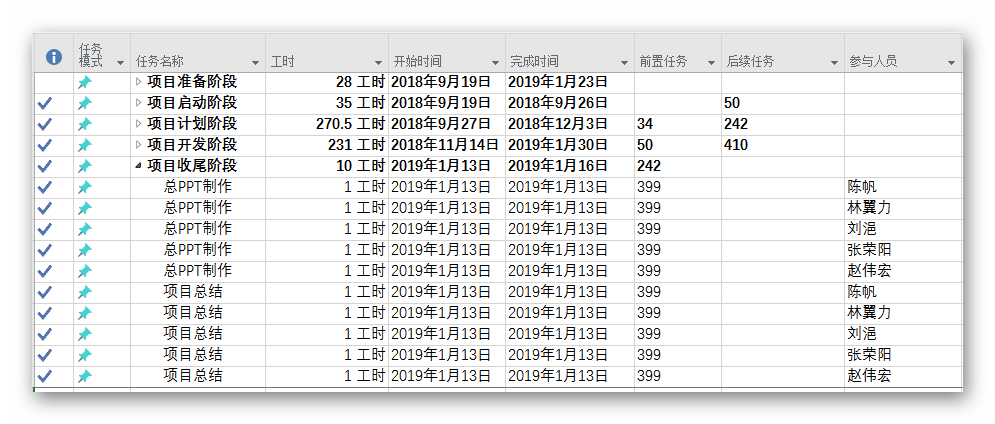 任务模式 任务名称 工时 开始时间 完成时间 前置任务 后续任务 参与人员
项目准备阶段 28 工时 2018年9月19日 2019年1月23日
项目启动阶段 35 工时 2018年9月19日 2018年9月26日 50
项目计划阶段 270.5 工时 2018年9月27日 2018年12月3日 34 242
项目开发阶段 231 工时 2018年11月14日 2019年1月30日 50 410
项目收尾阶段 10 工时 2019年1月13日 2019年1月16日 242
总PPT制作 1 工时 2019年1月13日 2019年1月13日 399 陈帆
总PPT制作 1 工时 2019年1月13日 2019年1月13日 399 林翼力
总PPT制作 1 工时 2019年1月13日 2019年1月13日 399 刘浥
总PPT制作 1 工时 2019年1月13日 2019年1月13日 399 张荣阳
总PPT制作 1 工时 2019年1月13日 2019年1月13日 399 赵伟宏
项目总结 1 工时 2019年1月13日 2019年1月13日 399 陈帆
项目总结 1 工时 2019年1月13日 2019年1月13日 399 林翼力
项目总结 1 工时 2019年1月13日 2019年1月13日 399 刘浥
项目总结 1 工时 2019年1月13日 2019年1月13日 399 张荣阳
项目总结 1 工时 2019年1月13日 2019年1月13日 399 赵伟宏